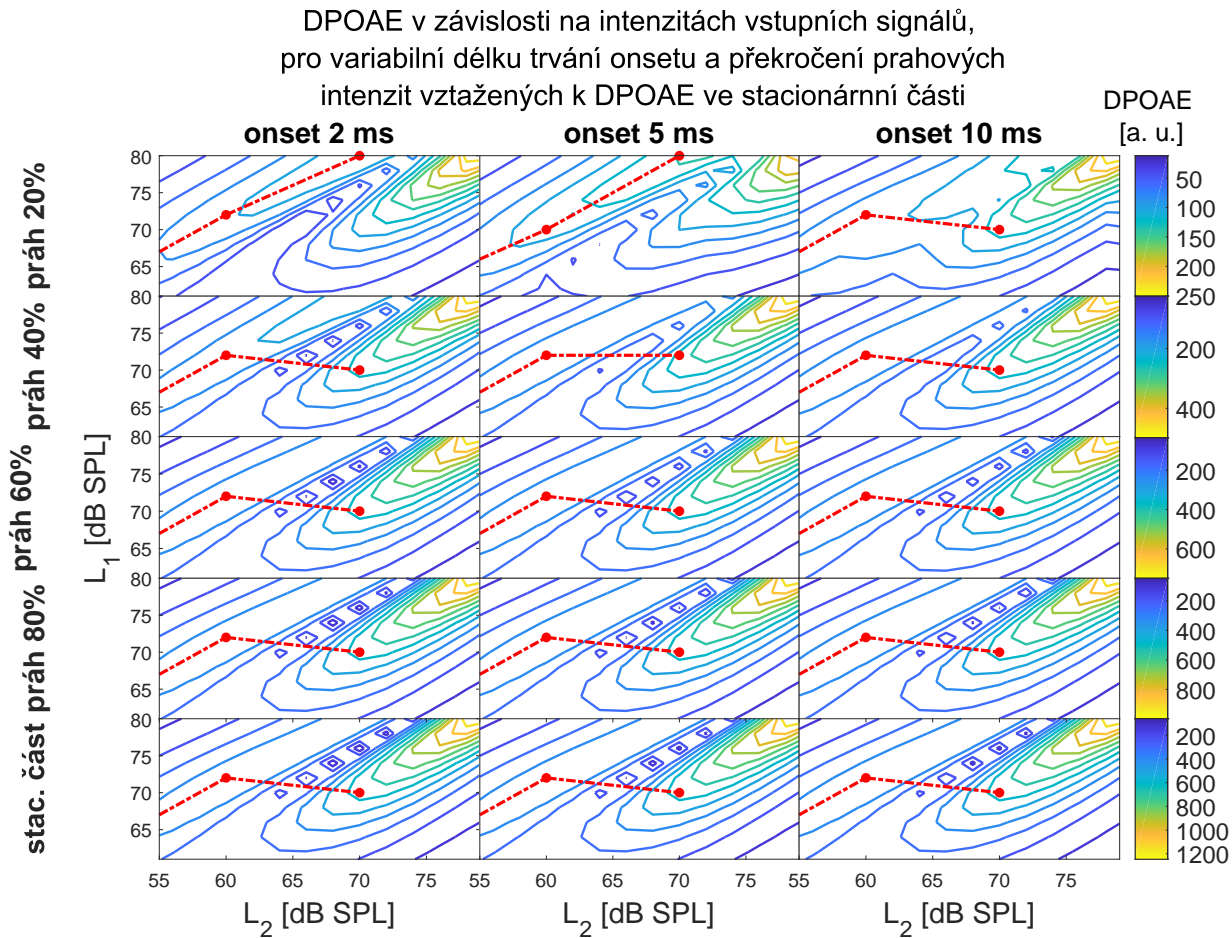 DPOAE v závislosti na intenzitách vstupních signálů,
pro variabilní délku trvání onsetu a překročení prahových
intenzit vztažených k DPOAE ve stacionárnní části
DPOAE
[a. u.]
onset 2 ms
onset 5 ms
onset 10 ms
práh 20%
práh 40%
práh 60%
práh 80%
stac. část
L1 [dB SPL]
80
75
70
65
80
75
70
65
80
75
70
65
80
75
70
65
80
75
70
65
50
100
150
200
250
200
400
200
400
600
200
400
600
800
200
400
600
800
1000
1200
55 60 65 70 75
55 60 65 70 75
55 60 65 70 75
L2 [dB SPL]
L2 [dB SPL]
L2 [dB SPL]